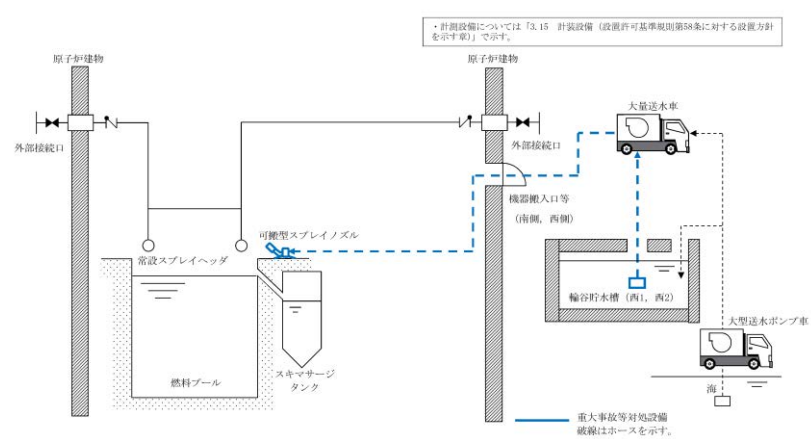 ・計測設備については「3.15　計装設備（設置許可基準規則第58条に対する設置方針
を示す章）」で示す。
原子炉建物
原子炉建物
大量送水車
外部接続口
外部接続口
機器搬入口等
（南側，西側）
可搬型スプレイノズル
常設スプレイヘッダ
輪谷貯水槽（西1，西2）
大型送水ポンプ車
スキマサージ
タンク
燃料プール
海
重大事故等対処設備
破線はホースを示す。